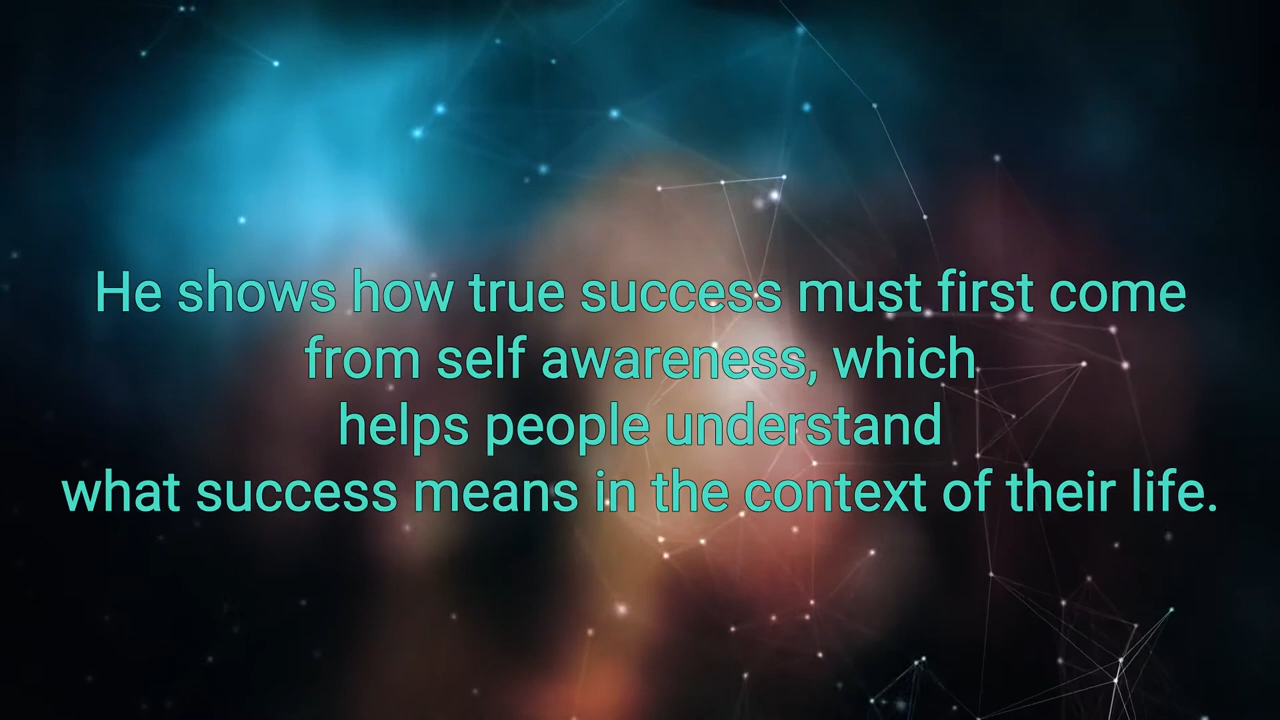 He shows how true success must first come
from self awareness, which
helps people understand
what success means in the context of their life.